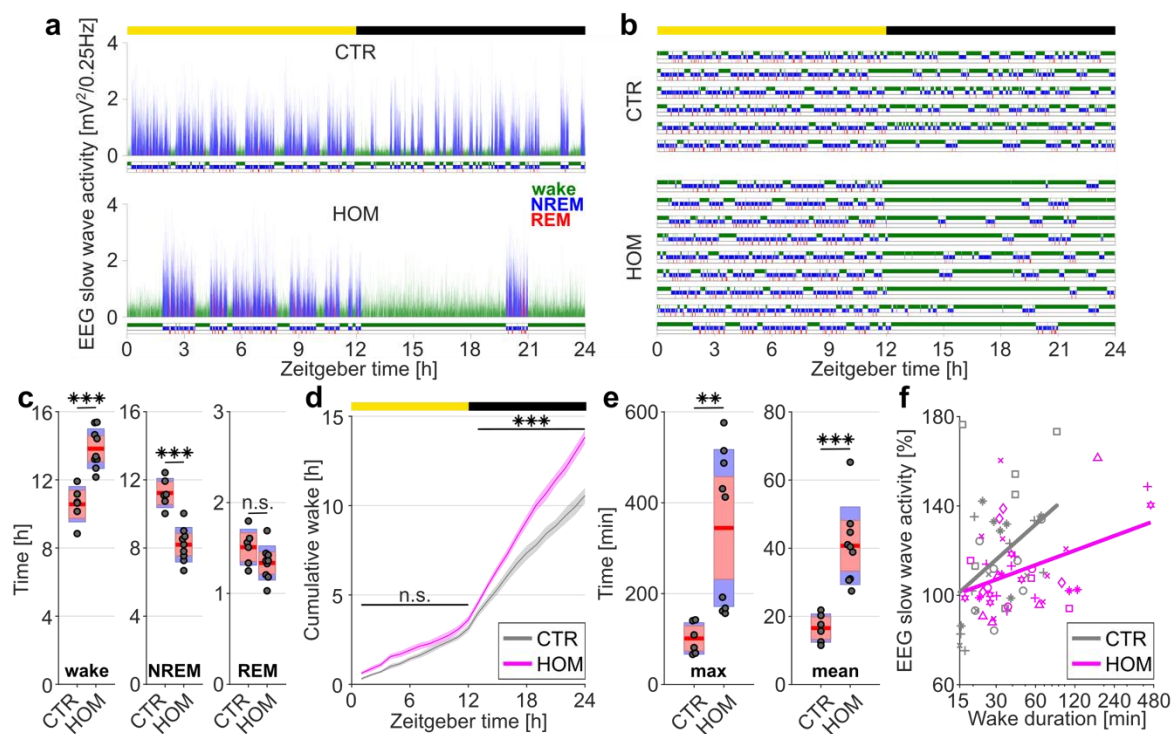 a
EEG slow wave activity [mV²/0.25Hz]
CTR
4
2
0
HOM
wake
NREM
REM
4
2
0
0 3 6 9 12 15 18 21 24
Zeitgeber time [h]
b
CTR
HOM
0 3 6 9 12 15 18 21 24
Zeitgeber time [h]
c
Time [h]
16
12
8
4
0
***
wake
CTR
HOM
16
12
8
4
0
***
NREM
CTR
HOM
3
2
1
0
n.s.
REM
CTR
HOM
d
Cumulative wake [h]
15
10
5
0
n.s.
***
CTR
HOM
0 6 12 18 24
Zeitgeber time [h]
e
Time [min]
600
400
200
0
**
max
CTR
HOM
80
60
40
20
0
***
mean
CTR
HOM
f
EEG slow wave activity [%]
180
140
100
60
CTR
HOM
15 30 60 120 480
Wake duration [min]